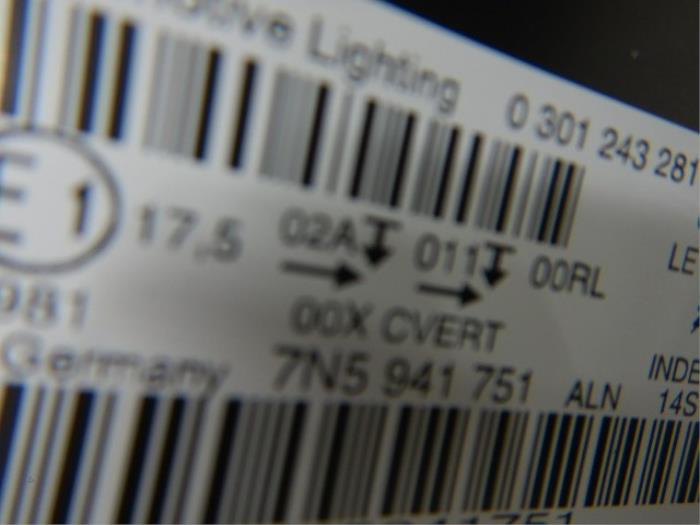 Lighting
0 301 243 281
E1 17,5 02A 011 00RL LE
981 00X CVERT
Germany 7N5 941 751 ALN INDE
14S